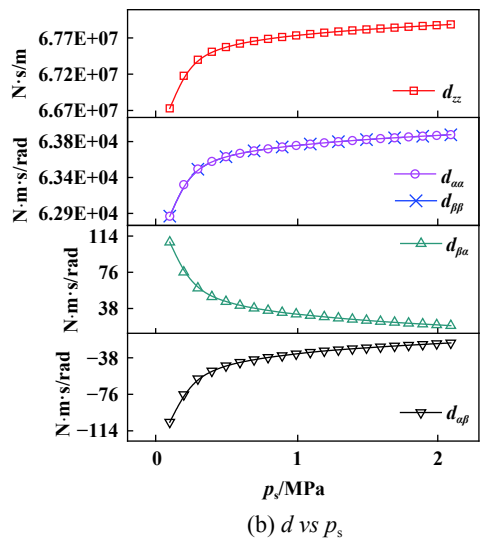 N·s/m
6.77E+07
6.72E+07
6.67E+07
d_zz
N·m·s/rad
6.38E+04
6.34E+04
6.29E+04
d_αα
d_ββ
N·m·s/rad
114
76
38
d_βα
N·m·s/rad
−38
−76
−114
d_αβ
0 1 2
p_s/MPa
(b) d vs p_s